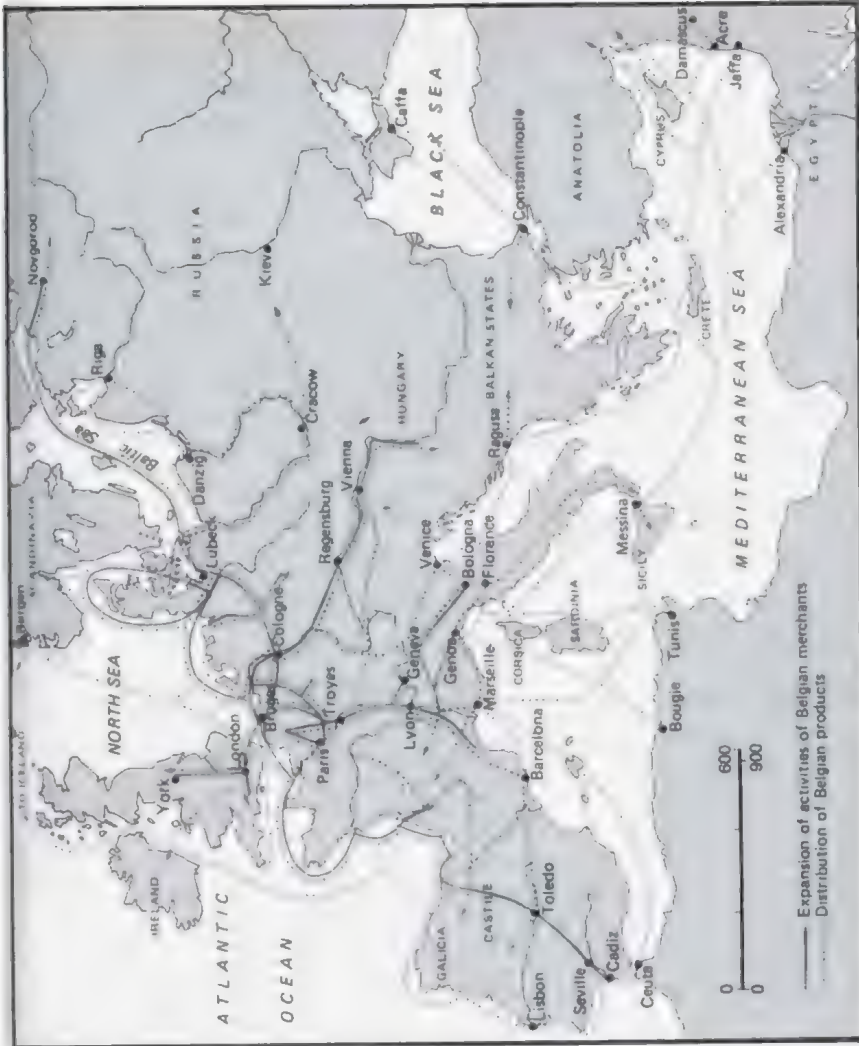 TO ICELAND
Bergen
SCANDINAVIA
Novgorod
NORTH SEA
Baltic Sea
Riga
RUSSIA
IRELAND
York
London
Lubeck
Danzig
ATLANTIC
OCEAN
Bruges
Cologne
Cracow
Kiev
Paris
Troyes
Regensburg
Vienna
HUNGARY
Caffa
BLACK SEA
Lyon
Geneva
Venice
Bologna
Florence
Genoa
Marseille
GALICIA
CASTILE
Toledo
Lisbon
Seville
Cadiz
Ceuta
Barcelona
CORSICA
SARDINIA
Ragusa
BALKAN STATES
Constantinople
ANATOLIA
Messina
SICILY
Bougie
Tunis
CRETE
CYPRUS
Damascus
Acre
Jaffa
MEDITERRANEAN SEA
Alexandria
EGYPT
0 600
0 900
Expansion of activities of Belgian merchants
Distribution of Belgian products